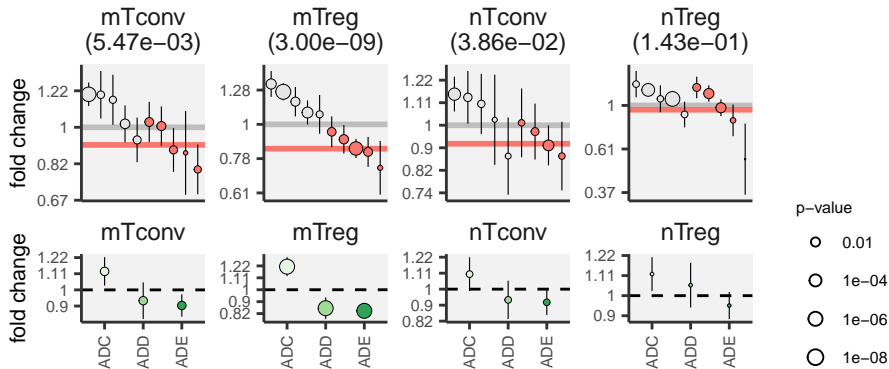 mTconv
(5.47e−03)
mTreg
(3.00e−09)
nTconv
(3.86e−02)
nTreg
(1.43e−01)
fold change
1.22
1
0.82
0.67
1.28
1
0.78
0.61
1.22
1.11
1
0.9
0.82
0.74
1
0.61
0.37
mTconv
mTreg
nTconv
nTreg
fold change
1.22
1.11
1
0.9
1.22
1.11
1
0.9
0.82
1.22
1.11
1
0.9
0.82
1.22
1.11
1
0.9
ADC
ADD
ADE
ADC
ADD
ADE
ADC
ADD
ADE
ADC
ADD
ADE
p−value
0.01
1e−04
1e−06
1e−08